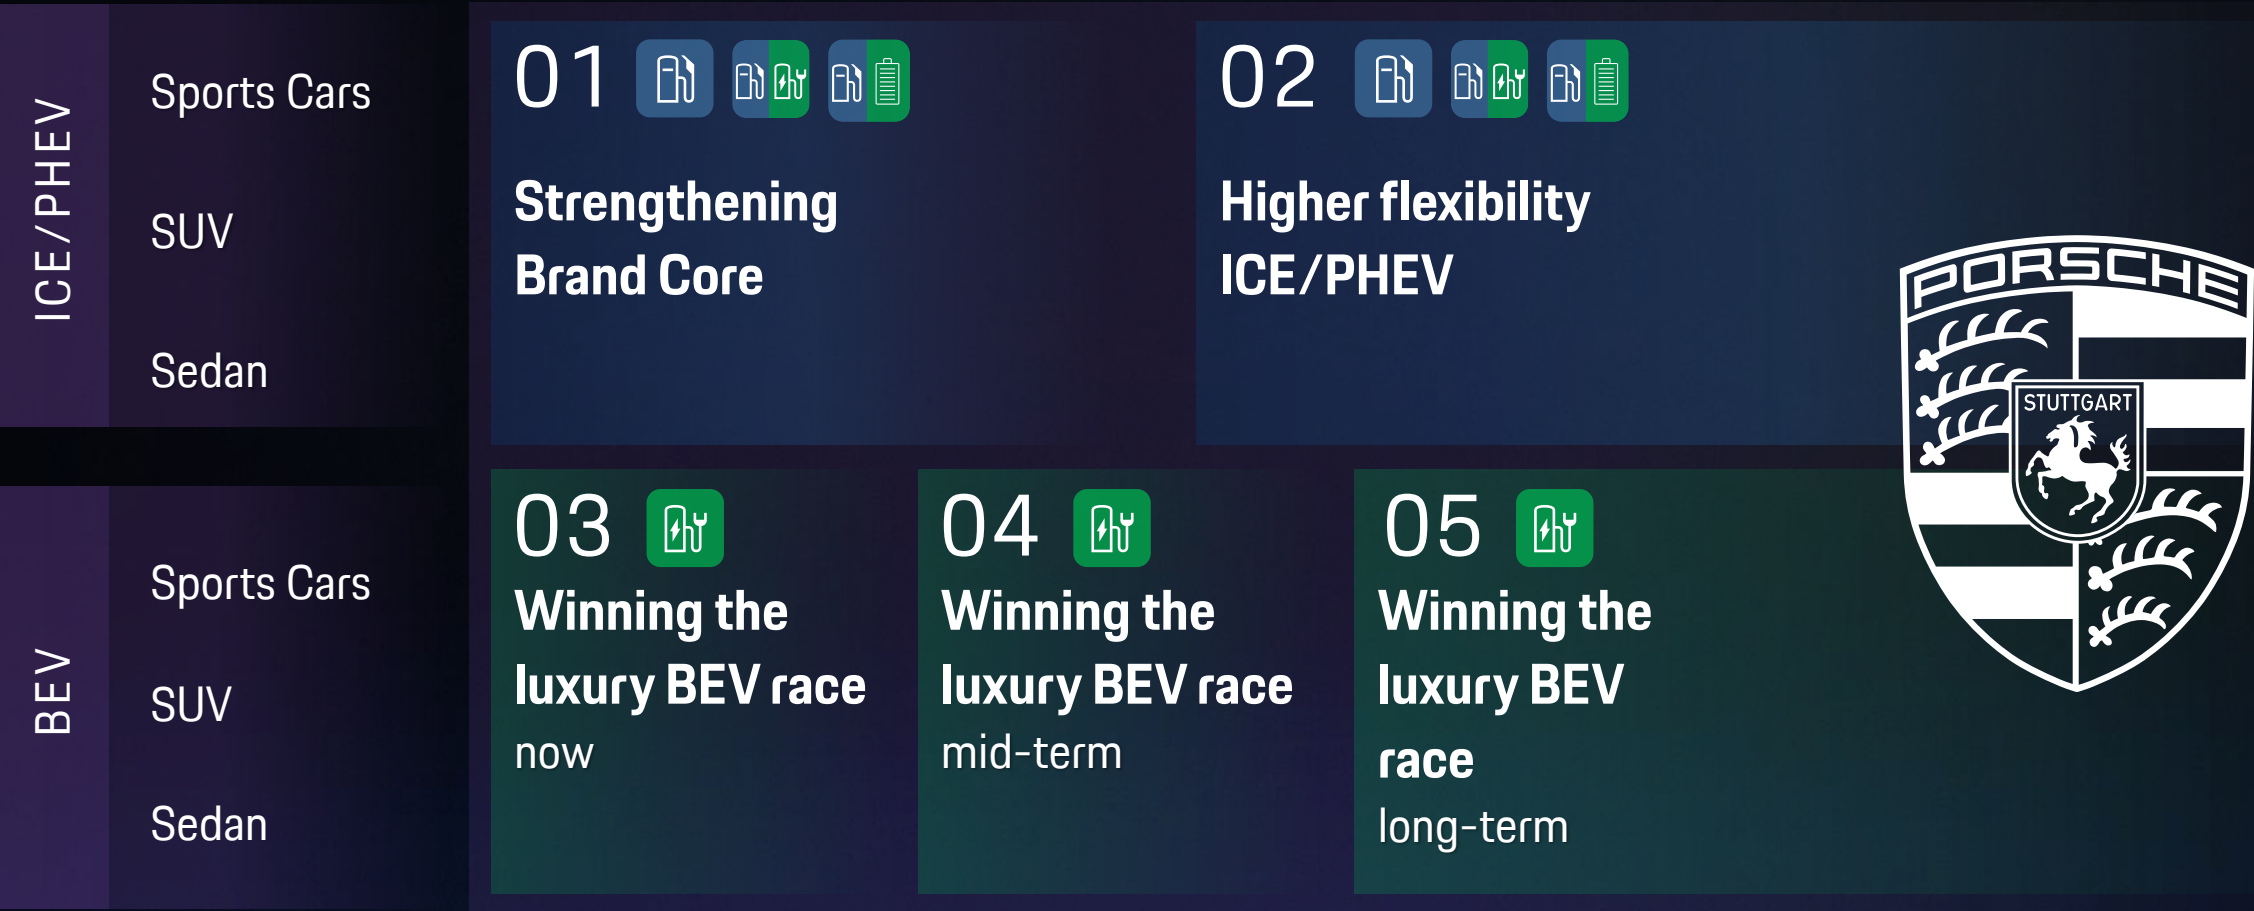 ICE/PHEV
Sports Cars
SUV
Sedan
01
Strengthening
Brand Core
02
Higher flexibility
ICE/PHEV
BEV
Sports Cars
SUV
Sedan
03
Winning the
luxury BEV race
now
04
Winning the
luxury BEV race
mid-term
05
Winning the
luxury BEV
race
long-term
PORSCHE
STUTTGART